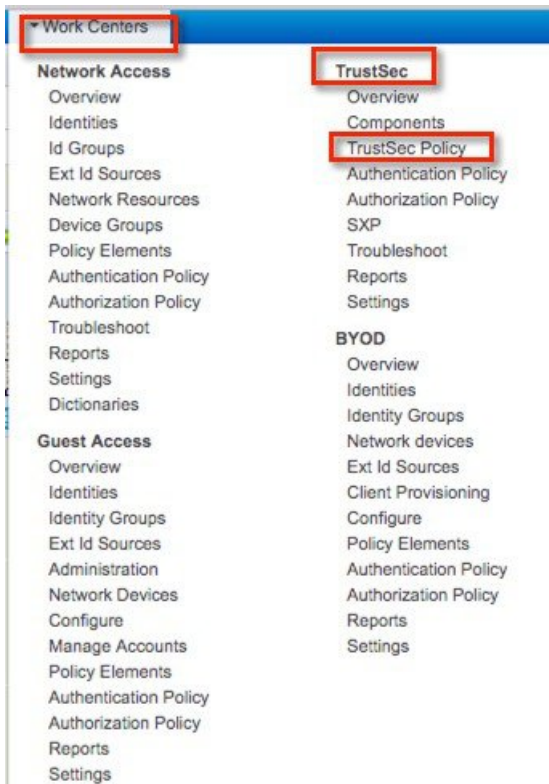 Work Centers
Network Access
Overview
Identities
Id Groups
Ext Id Sources
Network Resources
Device Groups
Policy Elements
Authentication Policy
Authorization Policy
Troubleshoot
Reports
Settings
Dictionaries
Guest Access
Overview
Identities
Identity Groups
Ext Id Sources
Administration
Network Devices
Configure
Manage Accounts
Policy Elements
Authentication Policy
Authorization Policy
Reports
Settings
TrustSec
Overview
Components
TrustSec Policy
Authentication Policy
Authorization Policy
SXP
Troubleshoot
Reports
Settings
BYOD
Overview
Identities
Identity Groups
Network devices
Ext Id Sources
Client Provisioning
Configure
Policy Elements
Authentication Policy
Authorization Policy
Reports
Settings